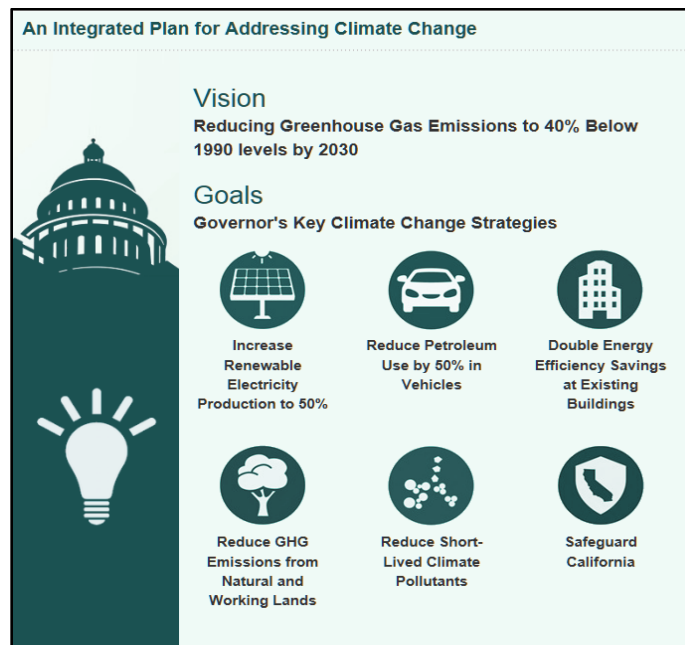 An Integrated Plan for Addressing Climate Change
Vision
Reducing Greenhouse Gas Emissions to 40% Below
1990 levels by 2030
Goals
Governor's Key Climate Change Strategies
Increase
Renewable
Electricity
Production to 50%
Reduce Petroleum
Use by 50% in
Vehicles
Double Energy
Efficiency Savings
at Existing
Buildings
Reduce GHG
Emissions from
Natural and
Working Lands
Reduce Short-
Lived Climate
Pollutants
Safeguard
California